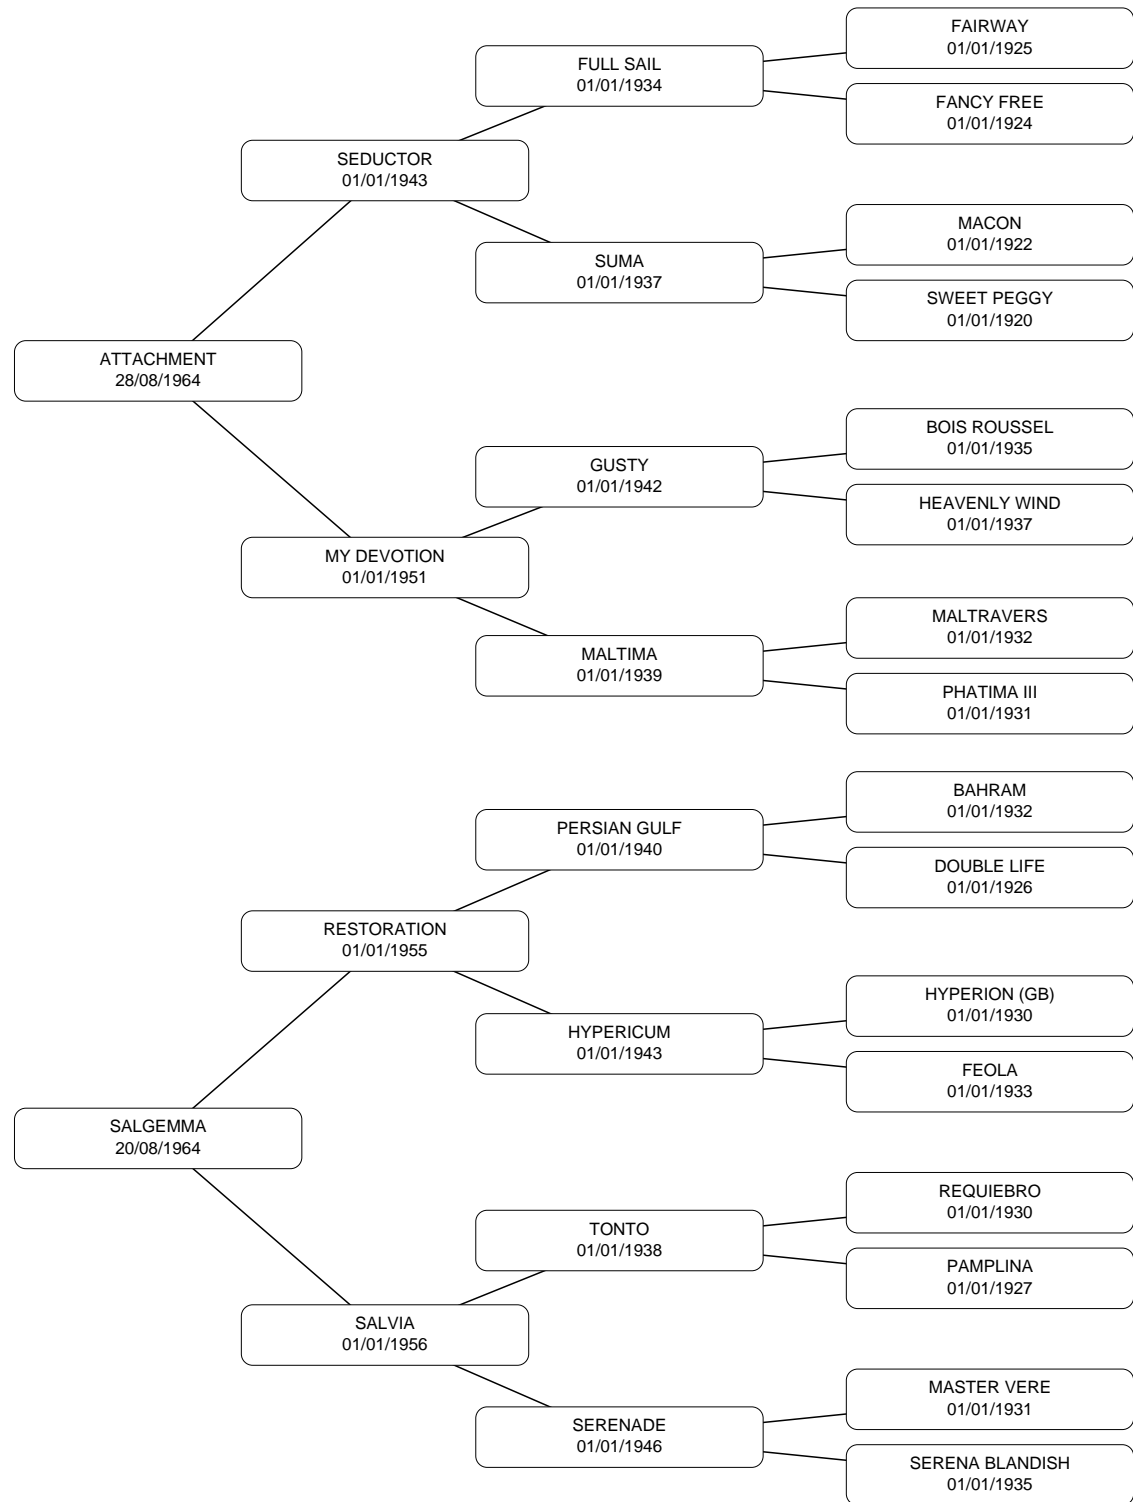 FAIRWAY
01/01/1925
FULL SAIL
01/01/1934
FANCY FREE
01/01/1924
SEDUCTOR
01/01/1943
MACON
01/01/1922
SUMA
01/01/1937
SWEET PEGGY
01/01/1920
ATTACHMENT
28/08/1964
BOIS ROUSSEL
01/01/1935
GUSTY
01/01/1942
HEAVENLY WIND
01/01/1937
MY DEVOTION
01/01/1951
MALTRAVERS
01/01/1932
MALTIMA
01/01/1939
PHATIMA III
01/01/1931
BAHRAM
01/01/1932
PERSIAN GULF
01/01/1940
DOUBLE LIFE
01/01/1926
RESTORATION
01/01/1955
HYPERION (GB)
01/01/1930
HYPERICUM
01/01/1943
FEOLA
01/01/1933
SALGEMMA
20/08/1964
REQUIEBRO
01/01/1930
TONTO
01/01/1938
PAMPLINA
01/01/1927
SALVIA
01/01/1956
MASTER VERE
01/01/1931
SERENADE
01/01/1946
SERENA BLANDISH
01/01/1935